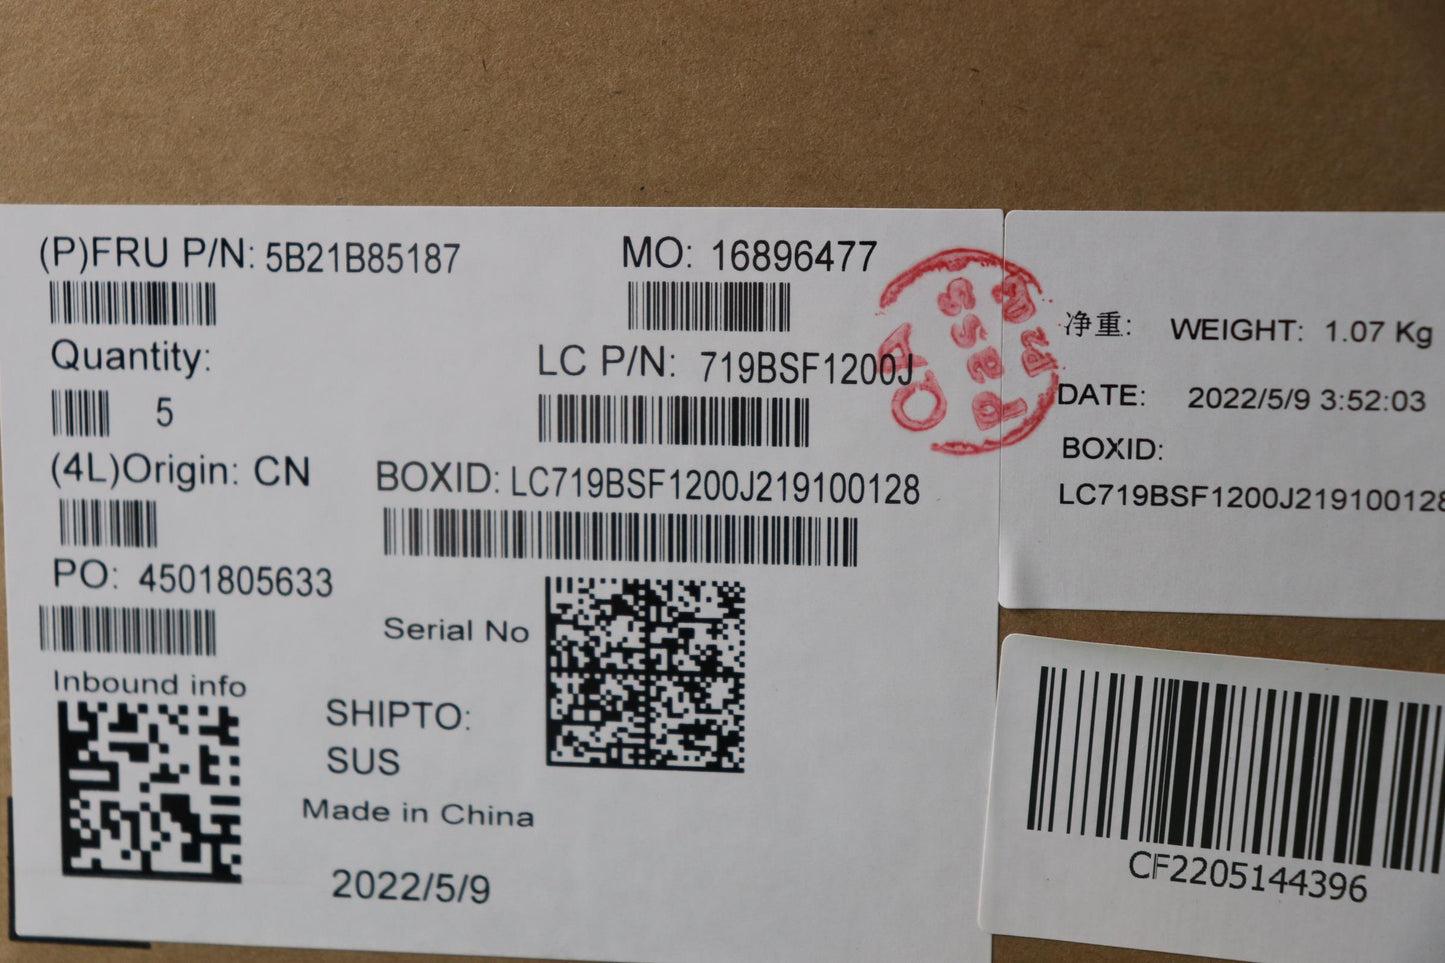 (P)FRU P/N: 5B21B85187
MO: 16896477
Quantity:
5
LC P/N: 719BSF1200J
(4L)Origin: CN
BOXID: LC719BSF1200J219100128
PO: 4501805633
Serial No
Inbound info
SHIPTO:
SUS
Made in China
2022/5/9
净重: WEIGHT: 1.07 Kg
DATE: 2022/5/9 3:52:03
BOXID:
LC719BSF1200J219100128
CF2205144396